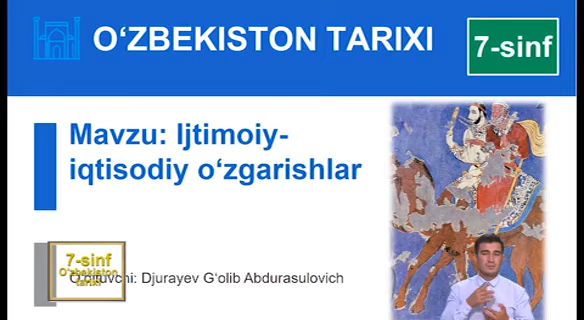 O‘ZBEKISTON TARIXI
7-sinf
Mavzu: Ijtimoiy-
iqtisodiy o‘zgarishlar
7-sinf
O‘zbekiston
tarixi
O‘qituvchi: Djurayev G‘olib Abdurasulovich